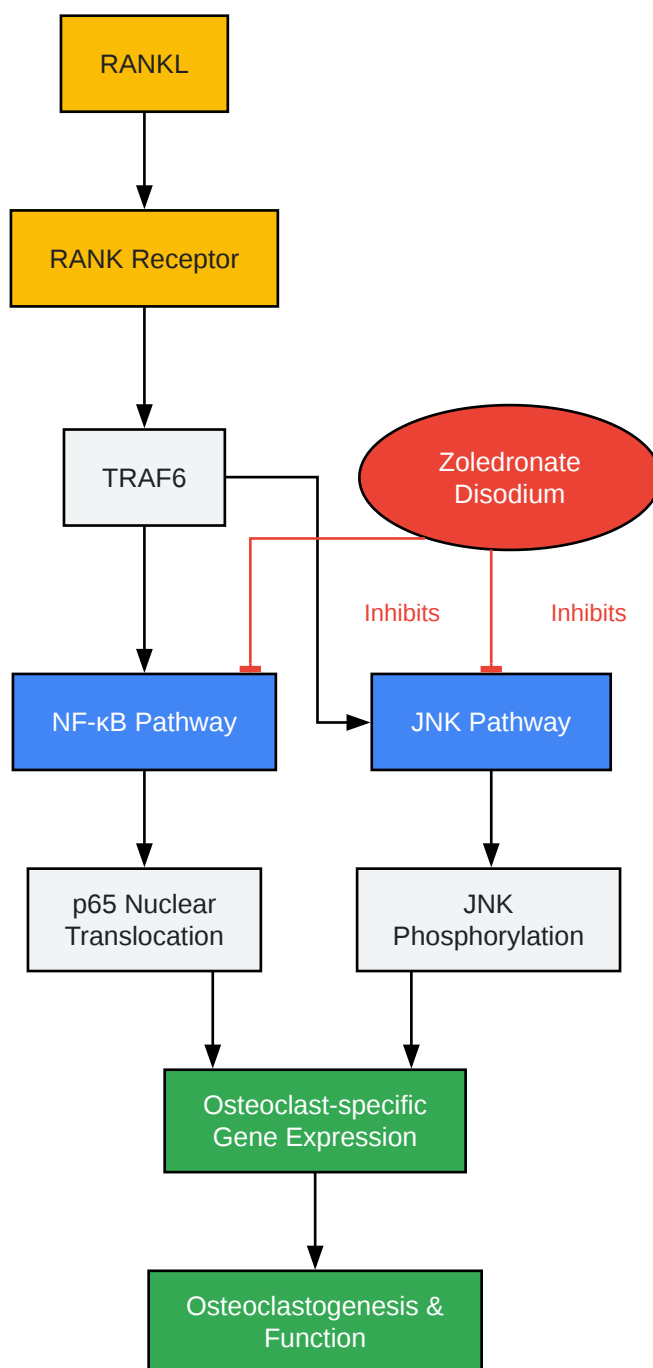 RANKL
RANK Receptor
TRAF6
Zoledronate
Disodium
Inhibits
Inhibits
NF-κB Pathway
JNK Pathway
p65 Nuclear
Translocation
JNK
Phosphorylation
Osteoclast-specific
Gene Expression
Osteoclastogenesis &
Function